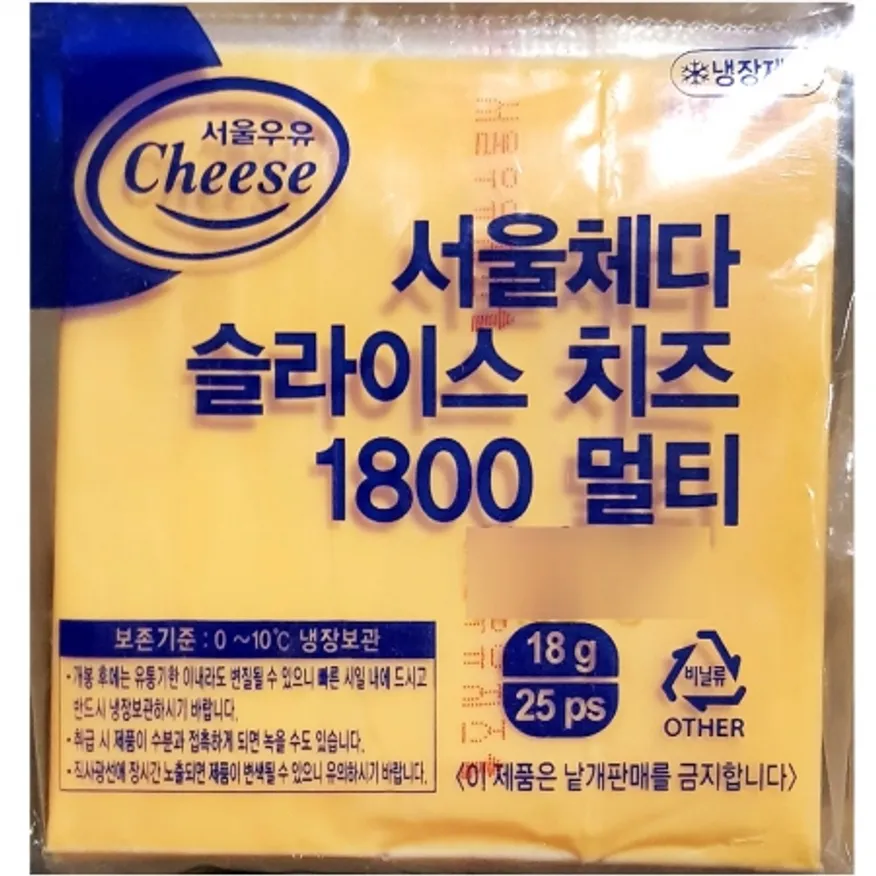 냉장제
서울우유
Cheese
서울체다
슬라이스 치즈
1800 멀티
보존기준 : 0 ~10℃ 냉장보관
· 개봉 후에는 유통기한 이내라도 변질될 수 있으니 빠른 시일 내에 드시고
반드시 냉장보관하시기 바랍니다.
· 취급 시 제품이 수분과 접촉하게 되면 녹을 수도 있습니다.
· 직사광선에 장시간 노출되면 제품이 변색될 수 있으니 유의하시기 바랍니다.
18 g
25 ps
비닐류
OTHER
<이 제품은 낱개판매를 금지합니다>